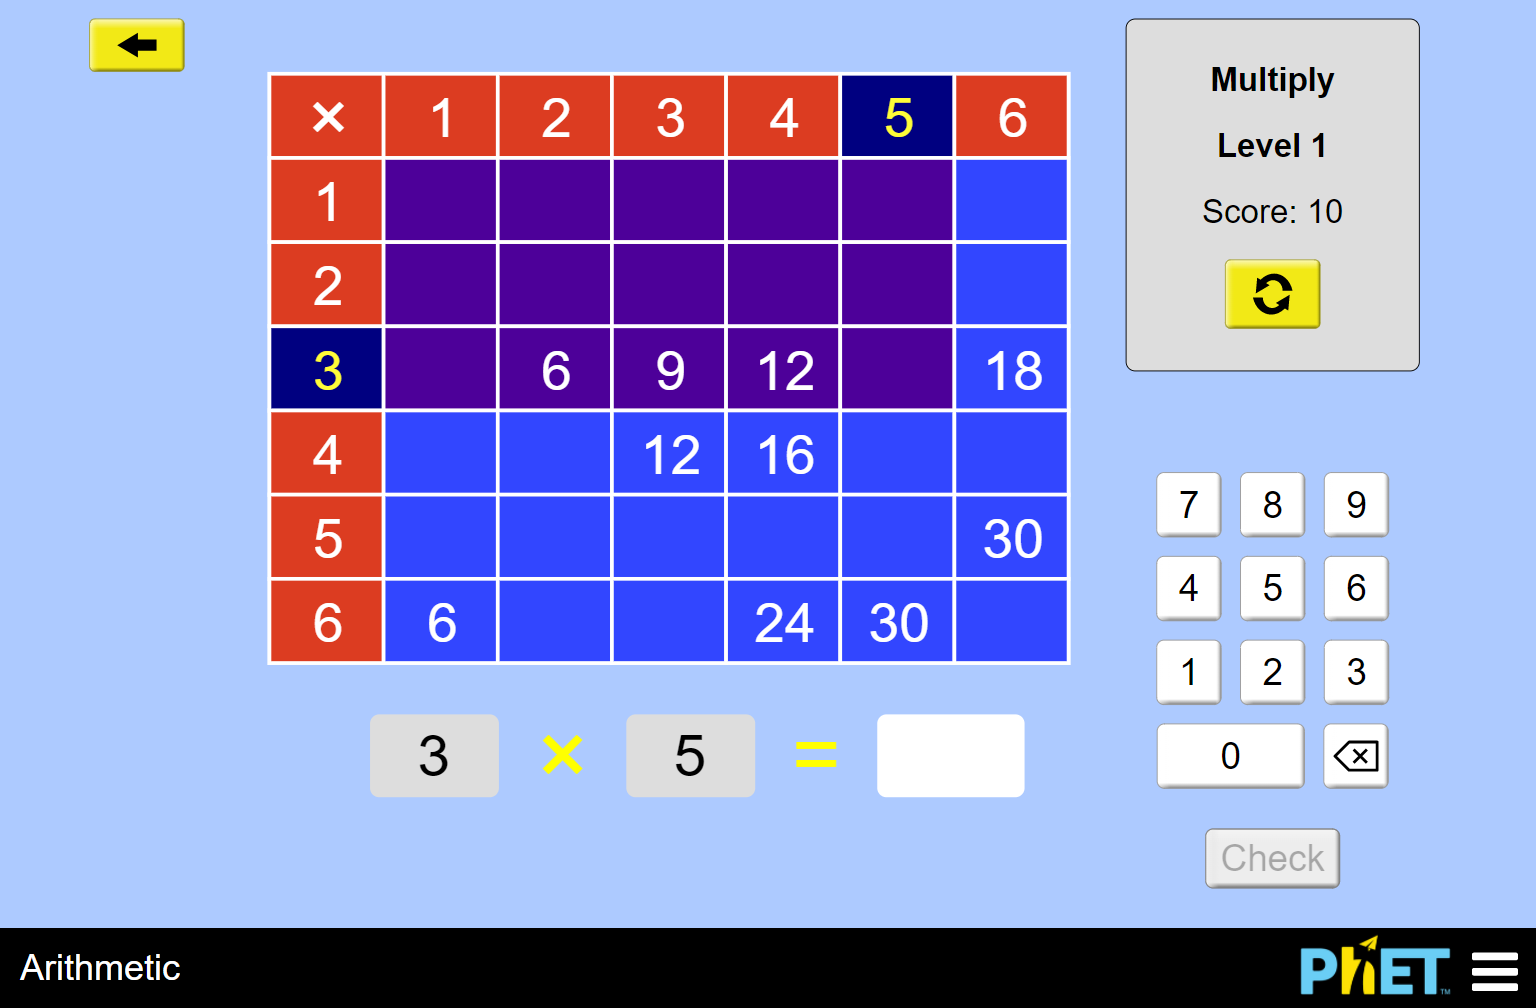 × 1 2 3 4 5 6
1
2
3 6 9 12 18
4 12 16
5 30
6 6 24 30
3 × 5 =
Multiply
Level 1
Score: 10
7 8 9
4 5 6
1 2 3
0
Check
Arithmetic
PhET™